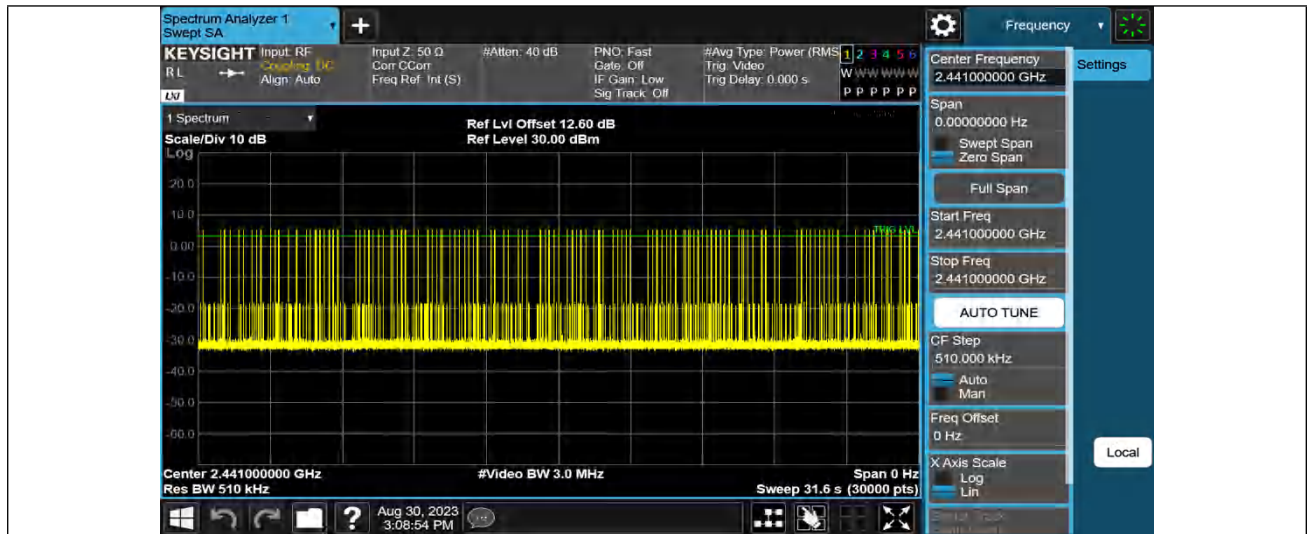 Spectrum Analyzer 1
Swept SA
Frequency
KEYSIGHT
RL
LXI
Input: RF
Coupling: DC
Align: Auto
Input Z: 50 Ω
Corr CCorr
Freq Ref: Int (S)
#Atten: 40 dB
PNO: Fast
Gate: Off
IF Gain: Low
Sig Track: Off
#Avg Type: Power (RMS
Trig: Video
Trig Delay: 0.000 s
1 2 3 4 5 6
W W W W W W
P P P P P P
1 Spectrum
Scale/Div 10 dB
Ref Lvl Offset 12.60 dB
Ref Level 30.00 dBm
Log
20.0
10.0
0.00
-10.0
-20.0
-30.0
-40.0
-50.0
-60.0
TRIG LVL
Center 2.441000000 GHz
Res BW 510 kHz
#Video BW 3.0 MHz
Span 0 Hz
Sweep 31.6 s (30000 pts)
Aug 30, 2023
3:08:54 PM
Center Frequency
2.441000000 GHz
Span
0.00000000 Hz
Swept Span
Zero Span
Full Span
Start Freq
2.441000000 GHz
Stop Freq
2.441000000 GHz
AUTO TUNE
CF Step
510.000 kHz
Auto
Man
Freq Offset
0 Hz
X Axis Scale
Log
Lin
Settings
Local